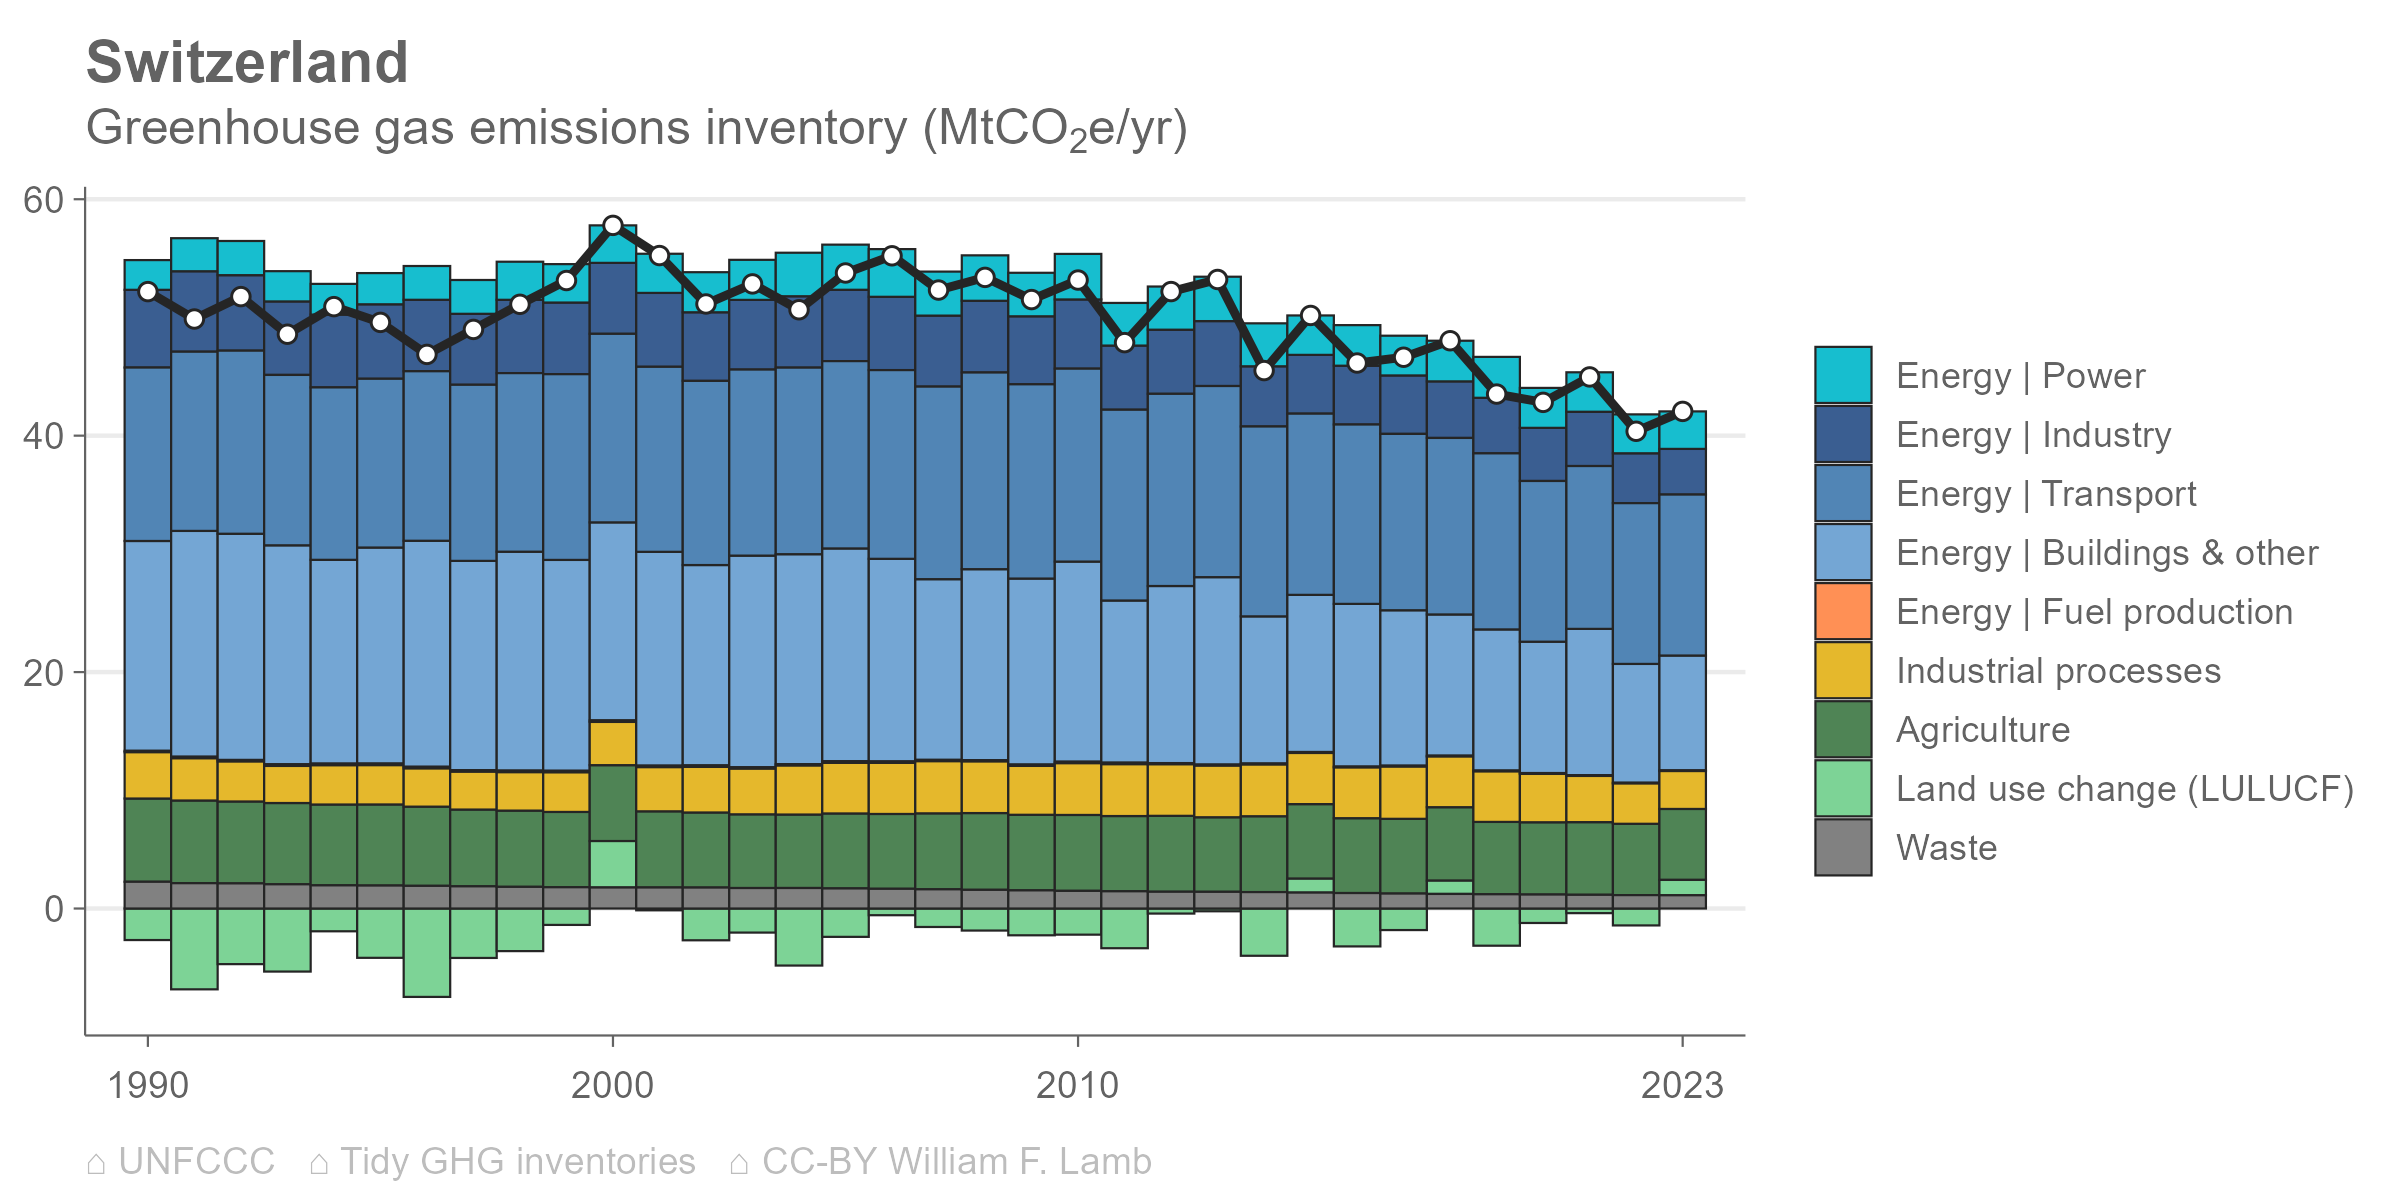 Switzerland
Greenhouse gas emissions inventory (MtCO₂e/yr)
60
40
20
0
1990
2000
2010
2023
Energy | Power
Energy | Industry
Energy | Transport
Energy | Buildings & other
Energy | Fuel production
Industrial processes
Agriculture
Land use change (LULUCF)
Waste
⌂ UNFCCC ⌂ Tidy GHG inventories ⌂ CC-BY William F. Lamb